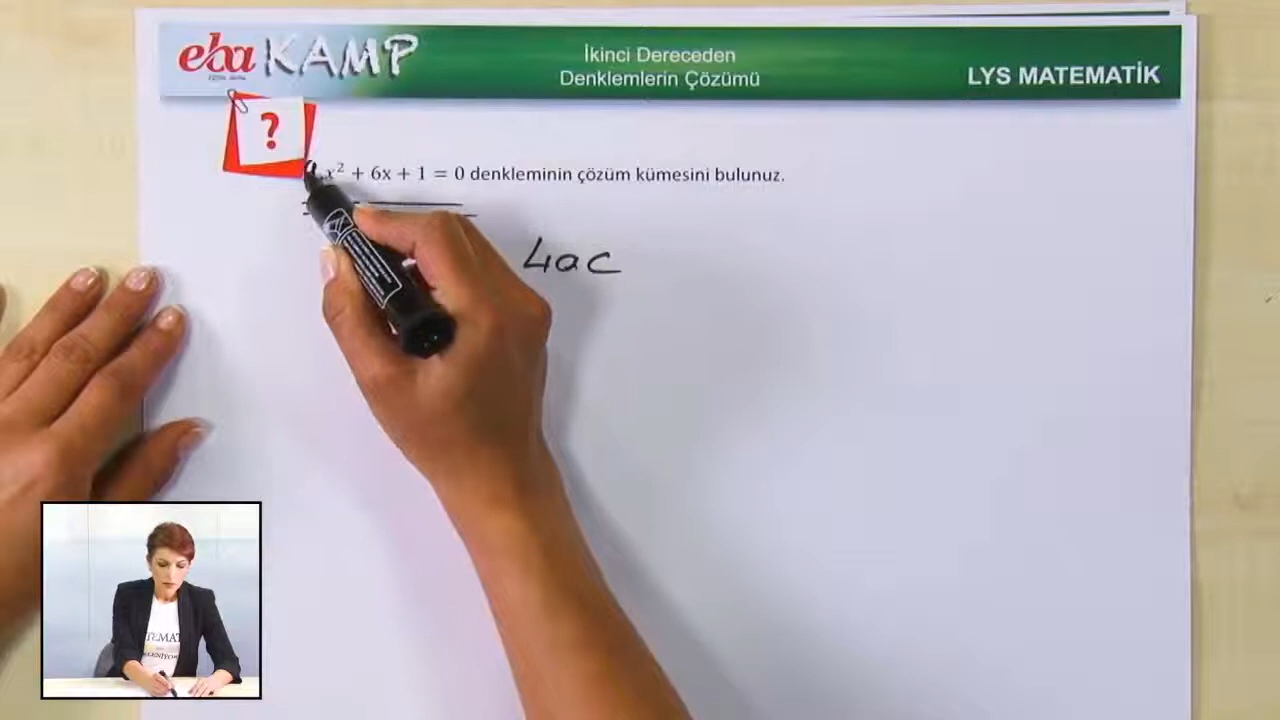 eba KAMP
İkinci Dereceden
Denklemlerin Çözümü
LYS MATEMATİK
?
x² + 6x + 1 = 0 denkleminin çözüm kümesini bulunuz.
4ac